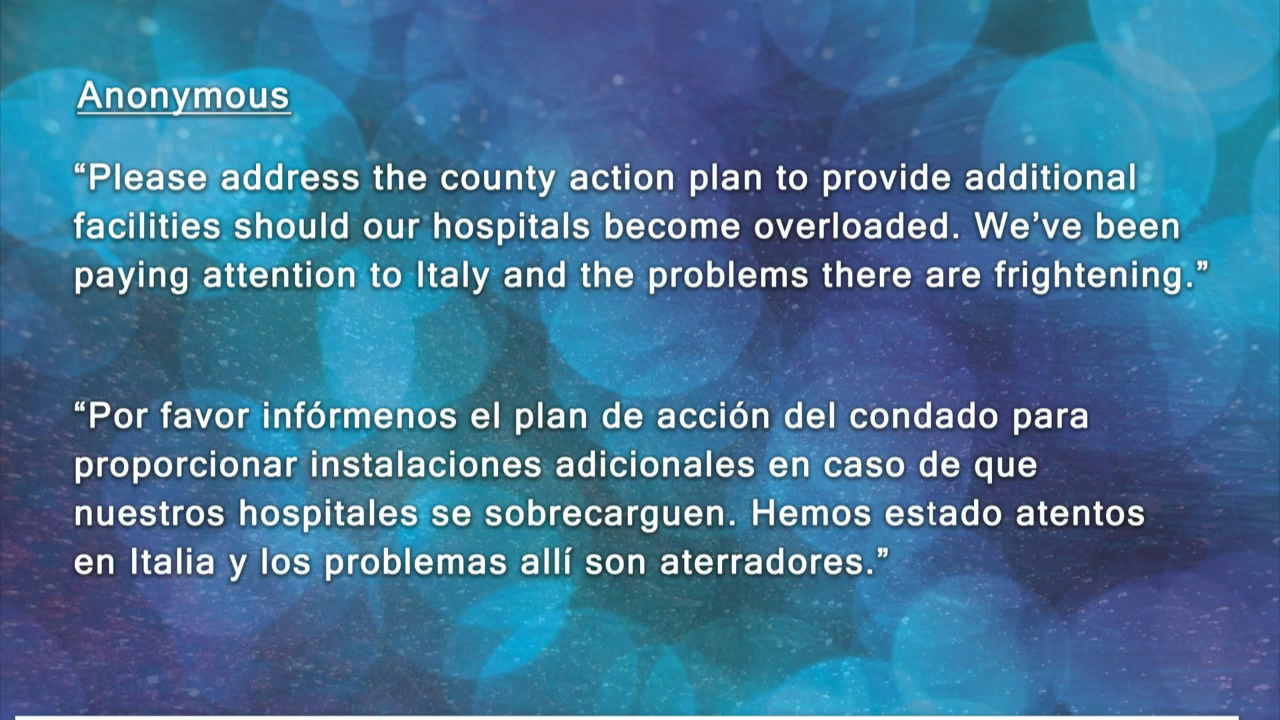 Anonymous
“Please address the county action plan to provide additional
facilities should our hospitals become overloaded. We’ve been
paying attention to Italy and the problems there are frightening.”
“Por favor infórmenos el plan de acción del condado para
proporcionar instalaciones adicionales en caso de que
nuestros hospitales se sobrecarguen. Hemos estado atentos
en Italia y los problemas allí son aterradores.”